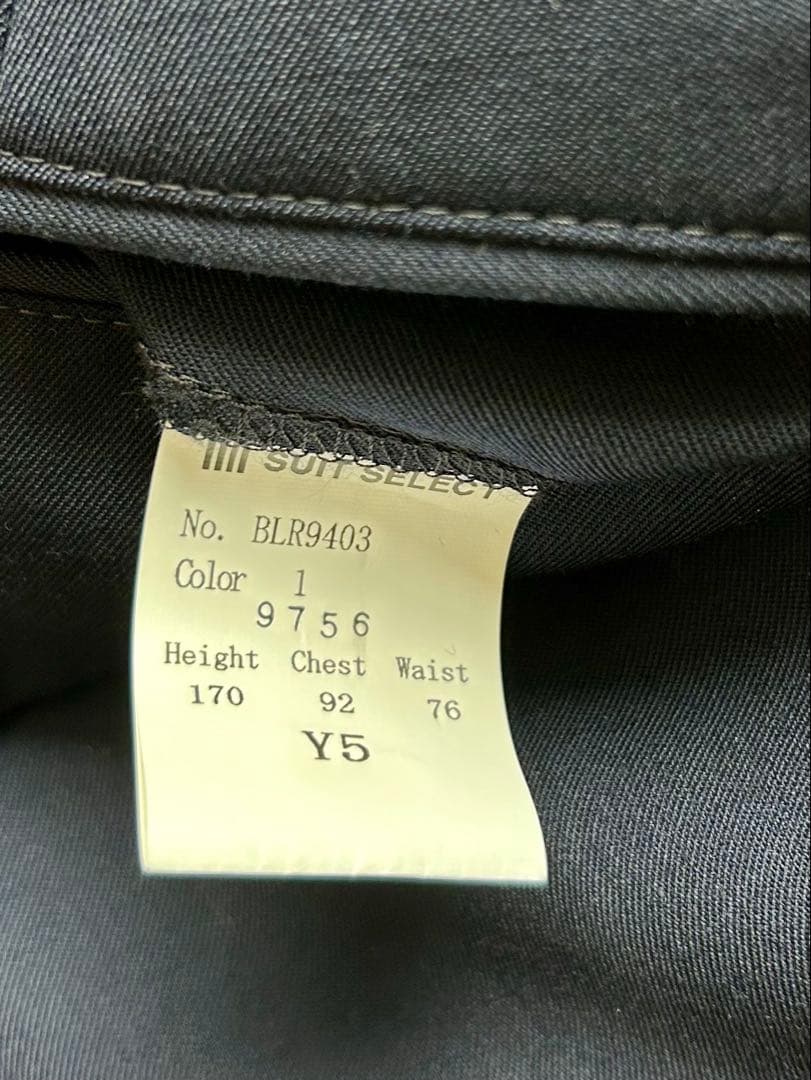 SUIT SELECT
No. BLR9403
Color 1
9756
Height Chest Waist
170 92 76
Y5